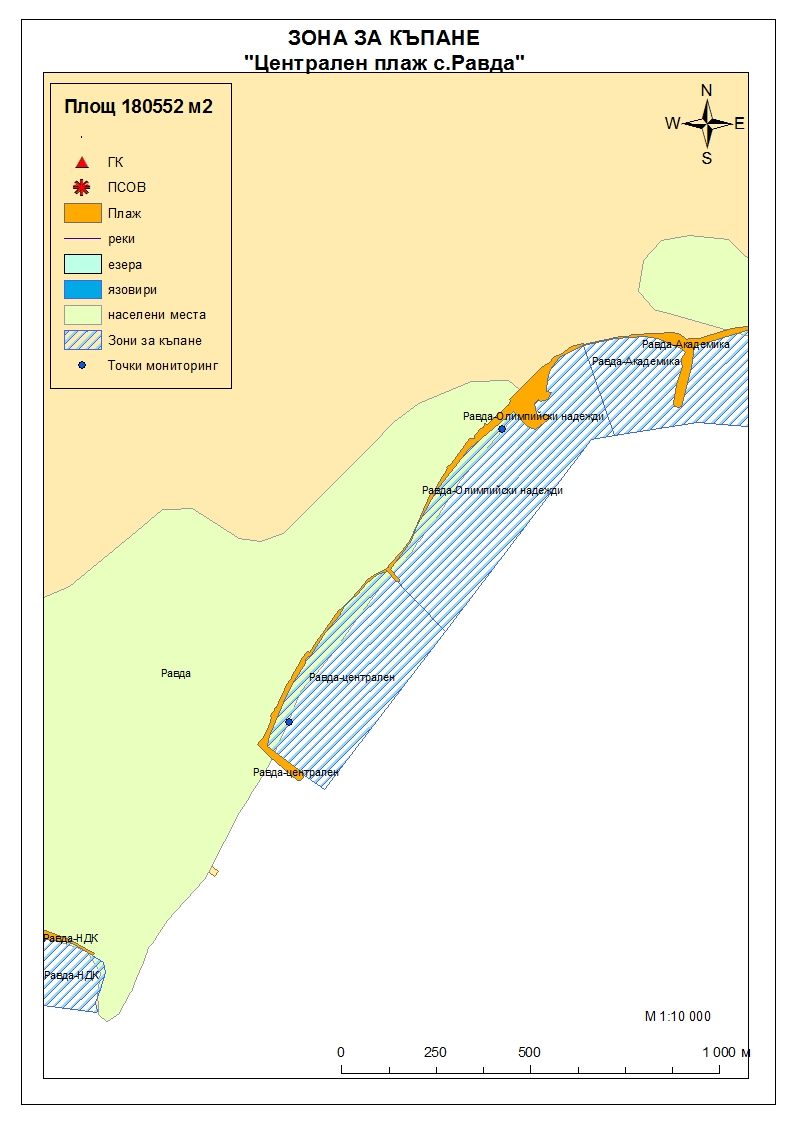 ЗОНА ЗА КЪПАНЕ
"Централен плаж с.Равда"
Площ 180552 м2
ГК
ПСОВ
Плаж
реки
езера
язовири
населени места
Зони за къпане
Точки мониторинг
N
W E
S
Равда-Академика
Равда-Академика
Равда-Олимпийски надежди
Равда-Олимпийски надежди
Равда
Равда-централен
Равда-централен
Равда-НДК
Равда-НДК
М 1:10 000
0 250 500 1 000 м